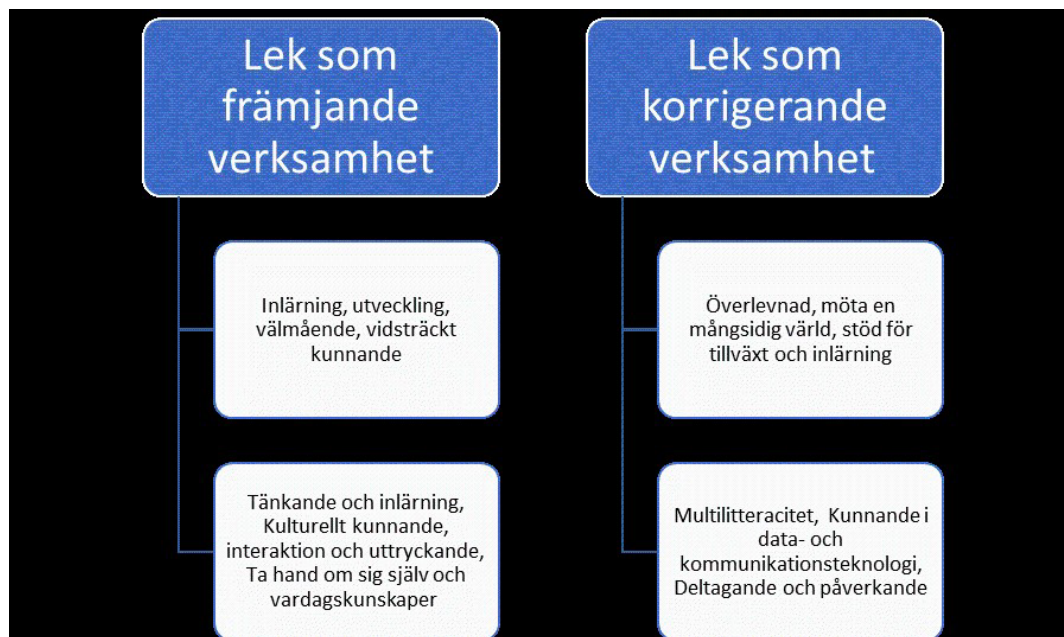 Lek som
främjande
verksamhet
Inlärning, utveckling,
välmående, vidsträckt
kunnande
Tänkande och inlärning,
Kulturellt kunnande,
interaktion och uttryckande,
Ta hand om sig själv och
vardagskunskaper
Lek som
korrigerande
verksamhet
Överlevnad, möta en
mångsidig värld, stöd för
tillväxt och inlärning
Multilitteracitet, Kunnande i
data- och
kommunikationsteknologi,
Deltagande och påverkande